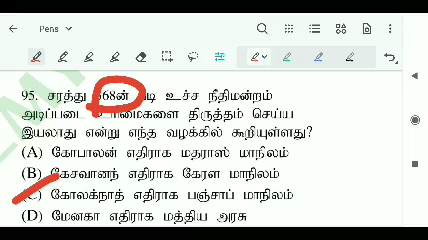 Pens
95. சரத்து 368ன் படி உச்ச நீதிமன்றம்
அடிப்படை உரிமைகளை திருத்தம் செய்ய
இயலாது என்று எந்த வழக்கில் கூறியுள்ளது?
(A) கோபாலன் எதிராக மதராஸ் மாநிலம்
(B) கேசவானந் எதிராக கேரள மாநிலம்
(C) கோலக்நாத் எதிராக பஞ்சாப் மாநிலம்
(D) மேனகா எதிராக மத்திய அரசு